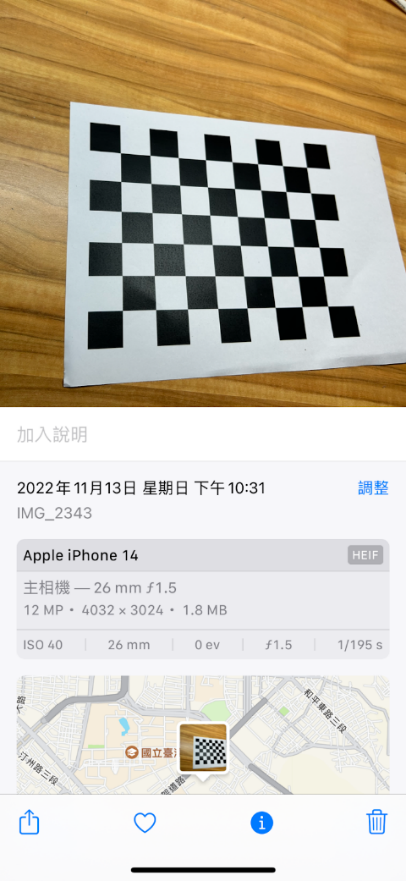 加入說明
2022年11月13日 星期日 下午10:31
調整
IMG_2343
Apple iPhone 14
HEIF
主相機 — 26 mm ƒ1.5
12 MP • 4032 × 3024 • 1.8 MB
ISO 40
26 mm
0 ev
ƒ1.5
1/195 s
和平東路三段
大路
國立臺
汀州路三段